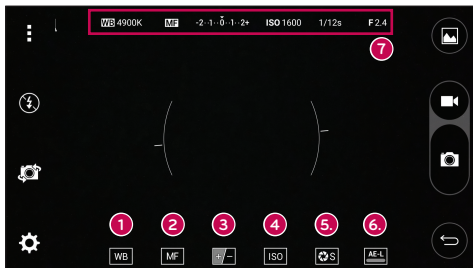 WB 4900K MF -2··1··0··1··2+ ISO 1600 1/12s F 2.4
7
1 2 3 4 5. 6.
WB MF +/- ISO S AE-L